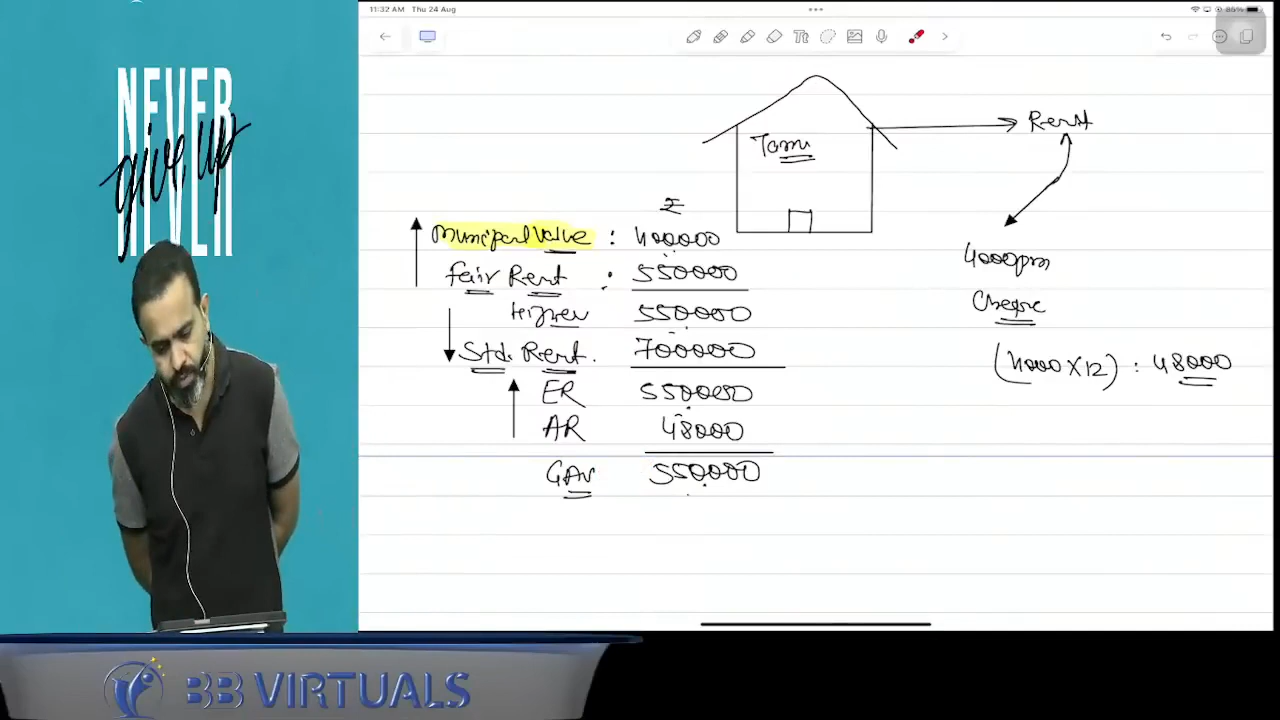 11:32 AM Thu 24 Aug
85%
NEVER
give up
NEVER
Tom
Rent
₹
Municipal Value : 400000
Fair Rent : 550000
Higher 550000
Std. Rent. 700000
ER 550000
AR 48000
GAV 550000
4000pm
Cheque
(4000 X 12) : 48000
BB VIRTUALS